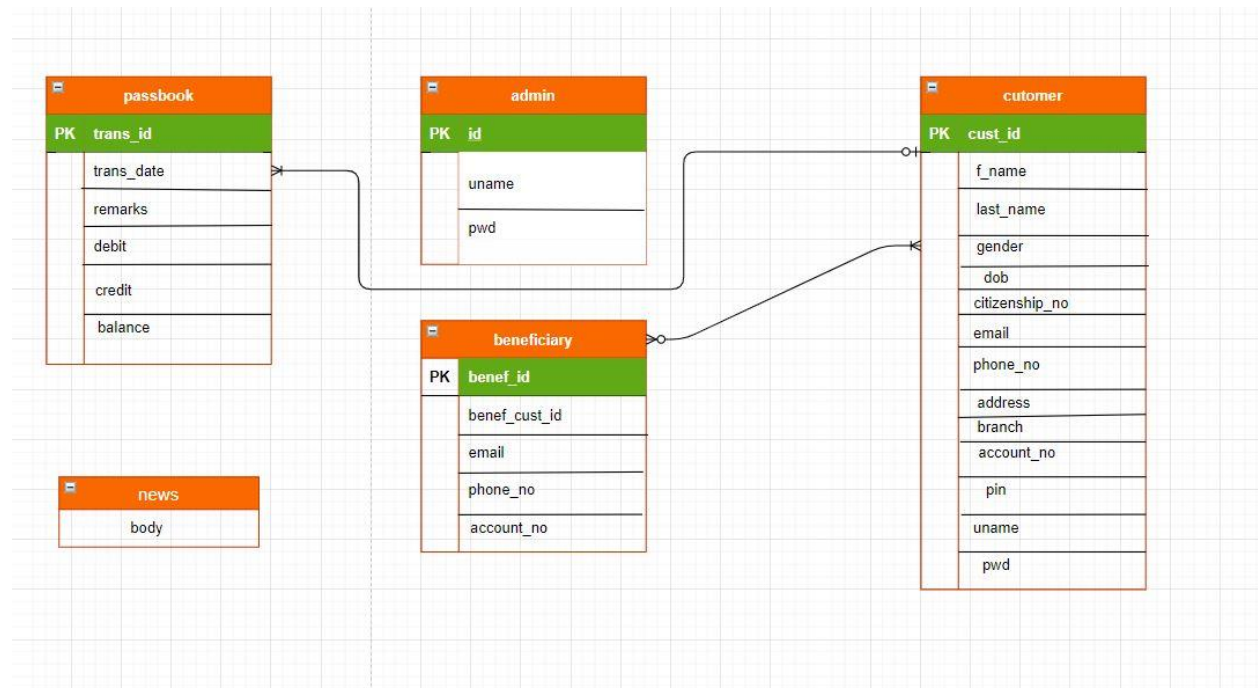 passbook
PK trans_id
trans_date
remarks
debit
credit
balance
admin
PK id
uname
pwd
cutomer
PK cust_id
f_name
last_name
gender
dob
citizenship_no
email
phone_no
address
branch
account_no
pin
uname
pwd
beneficiary
PK benef_id
benef_cust_id
email
phone_no
account_no
news
body